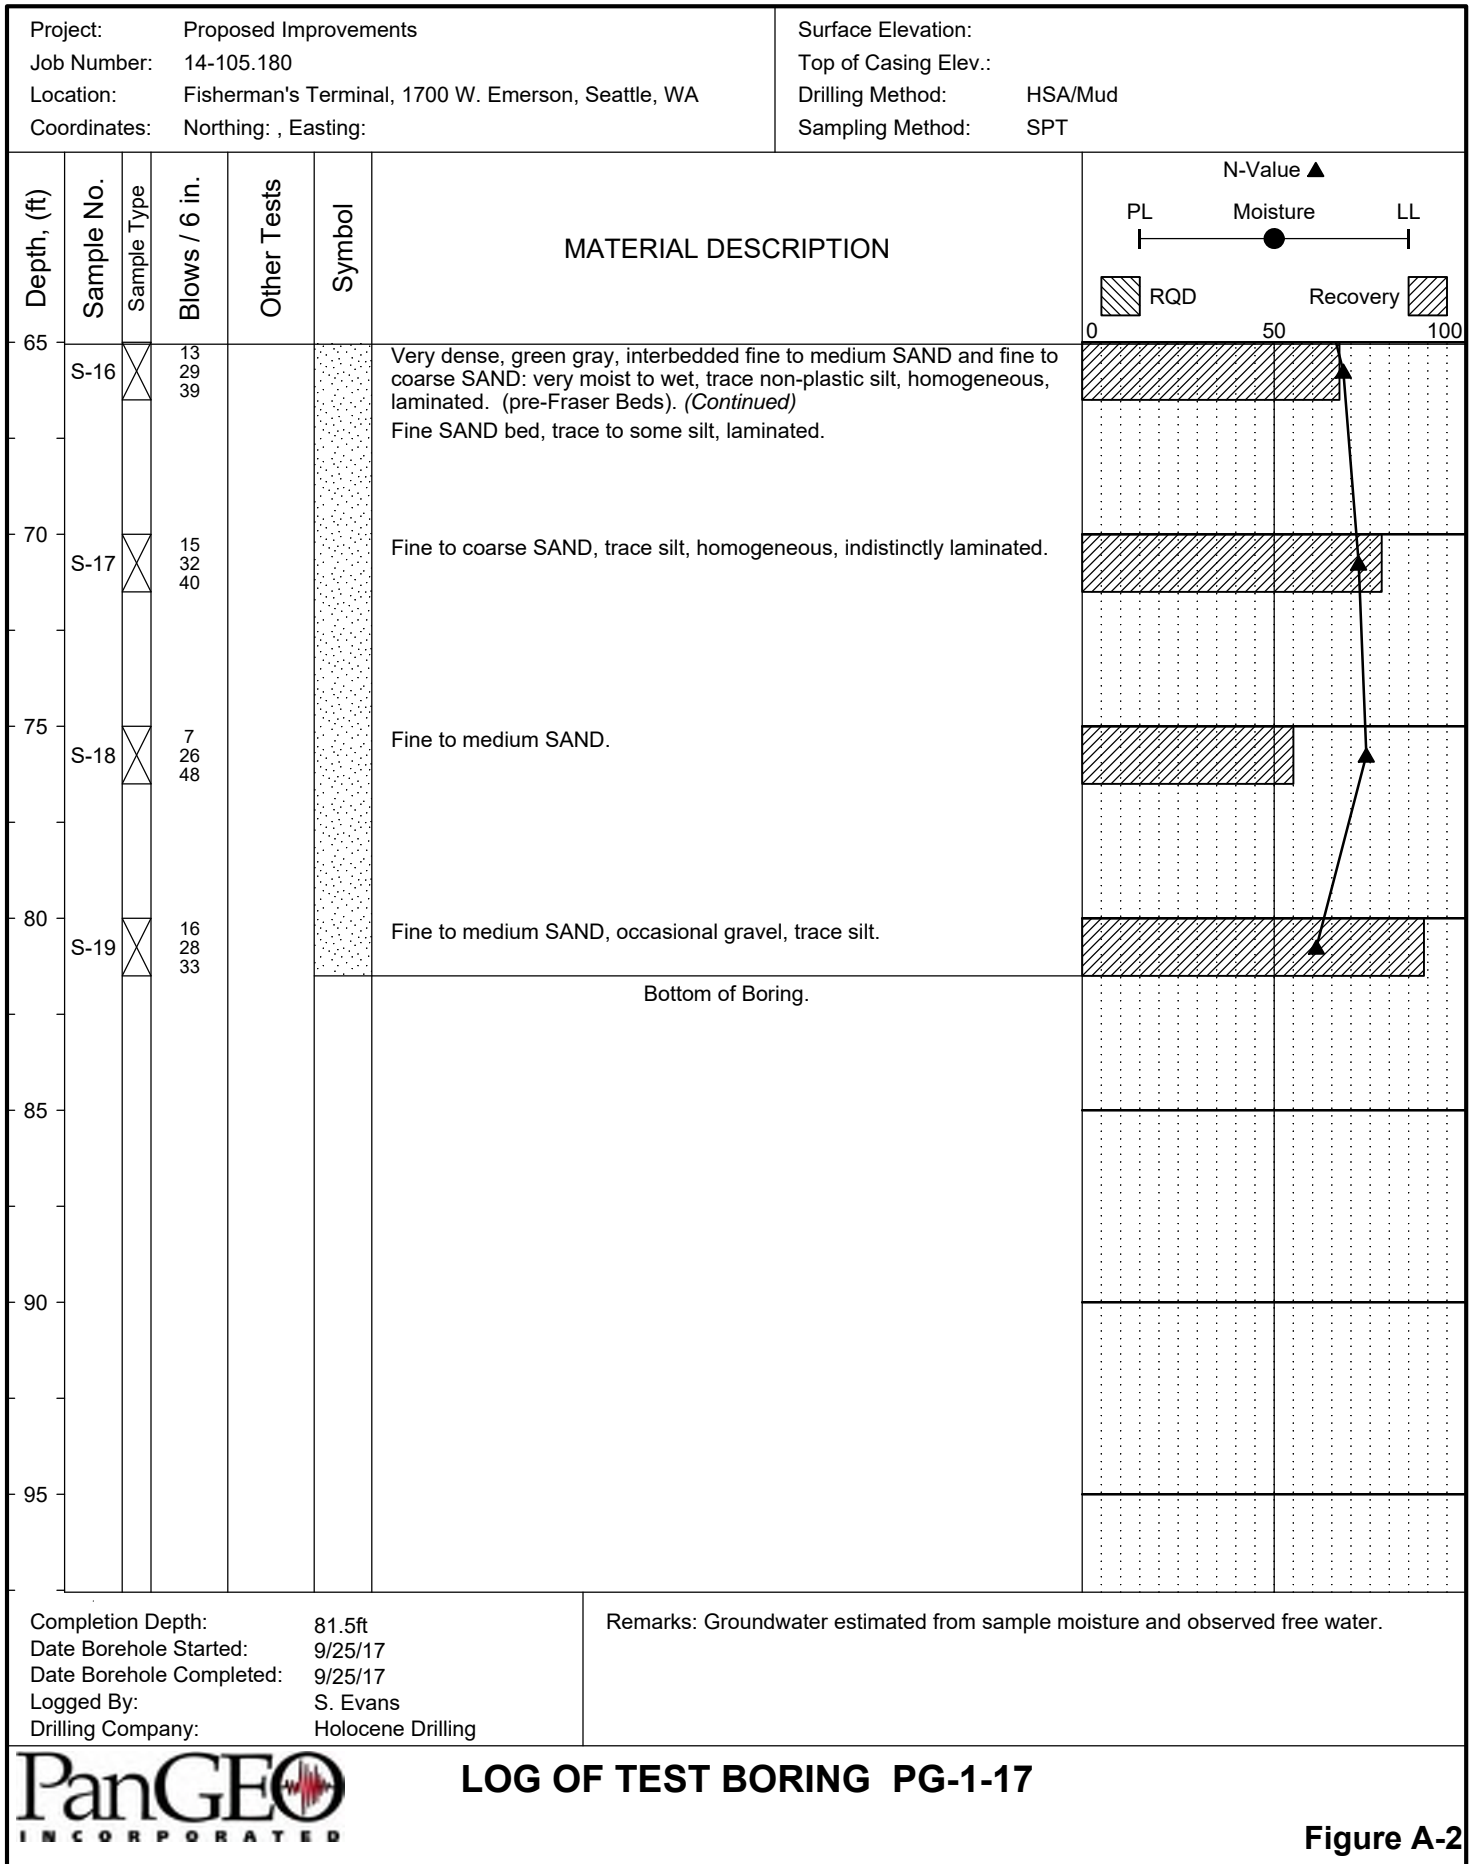 Project: Proposed Improvements
Job Number: 14-105.180
Location: Fisherman's Terminal, 1700 W. Emerson, Seattle, WA
Coordinates: Northing: , Easting:
Surface Elevation:
Top of Casing Elev.:
Drilling Method: HSA/Mud
Sampling Method: SPT
Depth, (ft)
Sample No.
Sample Type
Blows / 6 in.
Other Tests
Symbol
MATERIAL DESCRIPTION
N-Value
PL Moisture LL
RQD Recovery
0 50 100
65
S-16
13
29
39
Very dense, green gray, interbedded fine to medium SAND and fine to
coarse SAND: very moist to wet, trace non-plastic silt, homogeneous,
laminated. (pre-Fraser Beds). (Continued)
Fine SAND bed, trace to some silt, laminated.
70
S-17
15
32
40
Fine to coarse SAND, trace silt, homogeneous, indistinctly laminated.
75
S-18
7
26
48
Fine to medium SAND.
80
S-19
16
28
33
Fine to medium SAND, occasional gravel, trace silt.
Bottom of Boring.
85
90
95
Completion Depth: 81.5ft
Date Borehole Started: 9/25/17
Date Borehole Completed: 9/25/17
Logged By: S. Evans
Drilling Company: Holocene Drilling
Remarks: Groundwater estimated from sample moisture and observed free water.
PanGEO
INCORPORATED
LOG OF TEST BORING PG-1-17
Figure A-2